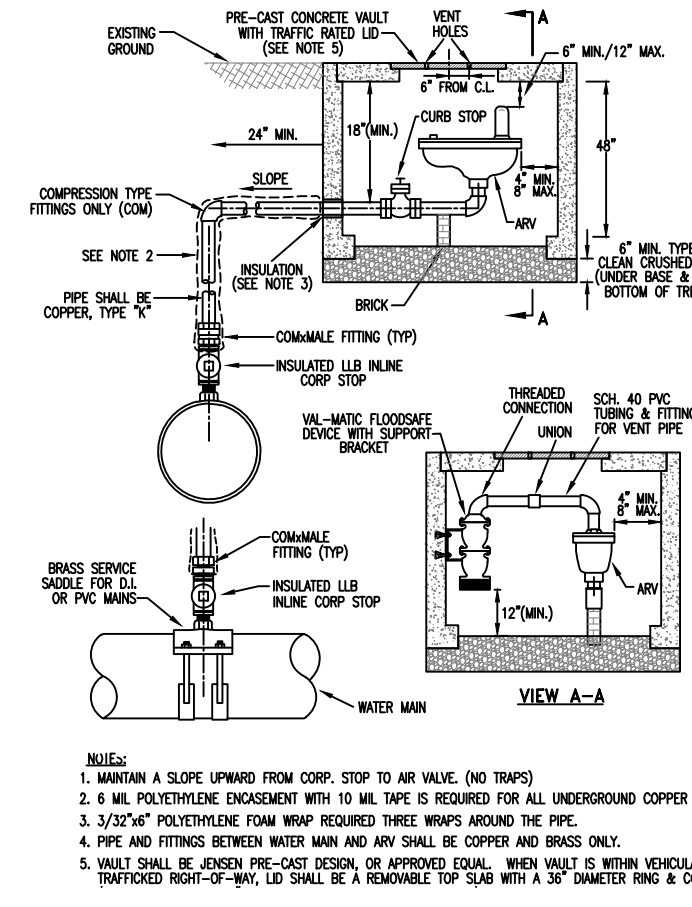 EXISTING
GROUND
PRE-CAST CONCRETE VAULT
WITH TRAFFIC RATED LID
(SEE NOTE 5)
VENT
HOLES
A
6" MIN./12" MAX.
6" FROM C.L.
CURB STOP
18"(MIN.)
24" MIN.
48"
SLOPE
4" MIN.
8" MAX.
ARV
COMPRESSION TYPE
FITTINGS ONLY (COM)
SEE NOTE 2
INSULATION
(SEE NOTE 3)
6" MIN. TYPE
CLEAN CRUSHED
(UNDER BASE &
BOTTOM OF
PIPE SHALL BE
COPPER, TYPE "K"
BRICK
A
COMxMALE FITTING (TYP)
INSULATED LLB INLINE
CORP STOP
THREADED
CONNECTION
SCH. 40 PVC
TUBING &
FOR VENT PIPE
VAL-MATIC FLOODSAFE
DEVICE WITH SUPPORT
BRACKET
UNION
4" MIN.
8" MAX.
COMxMALE
FITTING (TYP)
BRASS SERVICE
SADDLE FOR D.I.
OR PVC MAINS
INSULATED LLB
INLINE CORP STOP
ARV
12"(MIN.)
VIEW A-A
WATER MAIN
NOTES:
1. MAINTAIN A SLOPE UPWARD FROM CORP. STOP TO AIR VALVE. (NO TRAPS)
2. 6 MIL POLYETHYLENE ENCASEMENT WITH 10 MIL TAPE IS REQUIRED FOR ALL UNDERGROUND COPPER
3. 3/32"x6" POLYETHYLENE FOAM WRAP REQUIRED THREE WRAPS AROUND THE PIPE.
4. PIPE AND FITTINGS BETWEEN WATER MAIN AND ARV SHALL BE COPPER AND BRASS ONLY.
5. VAULT SHALL BE JENSEN PRE-CAST DESIGN, OR APPROVED EQUAL. WHEN VAULT IS WITHIN
TRAFFICKED RIGHT-OF-WAY, LID SHALL BE A REMOVABLE TOP SLAB WITH A 36" DIAMETER RING &